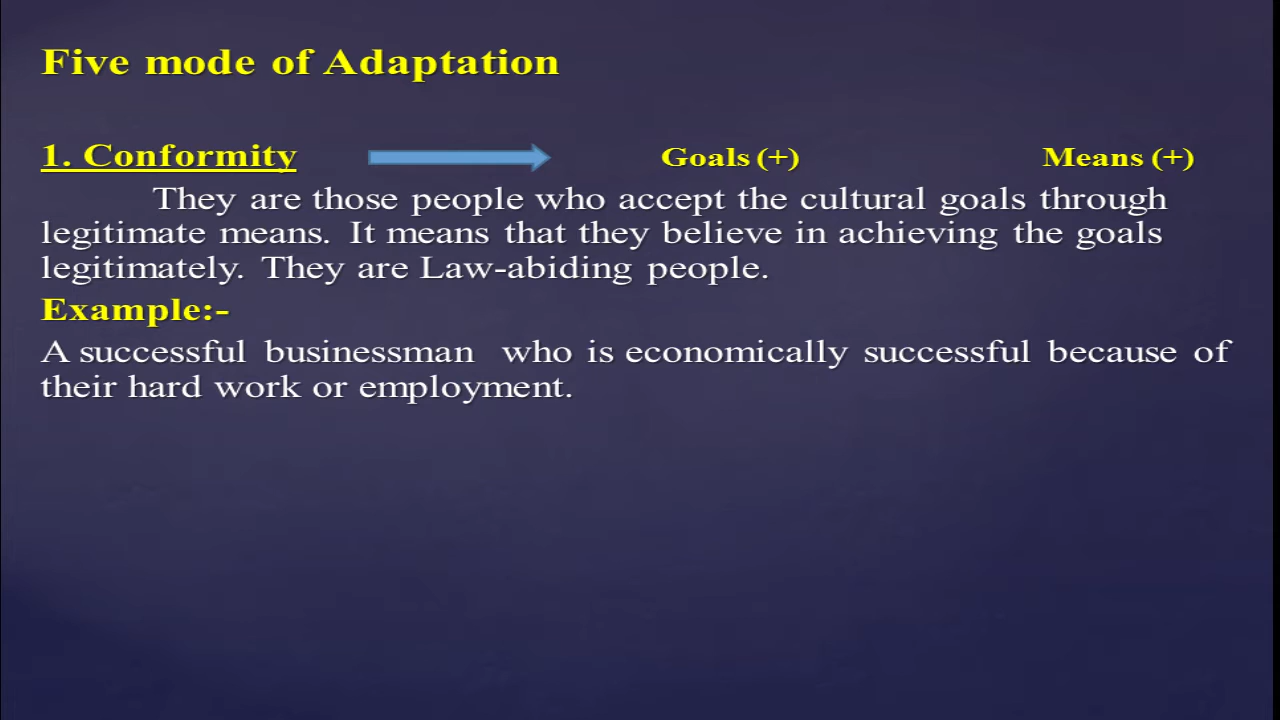 Five mode of Adaptation
1. Conformity Goals (+) Means (+)
They are those people who accept the cultural goals through
legitimate means. It means that they believe in achieving the goals
legitimately. They are Law-abiding people.
Example:-
A successful businessman who is economically successful because of
their hard work or employment.